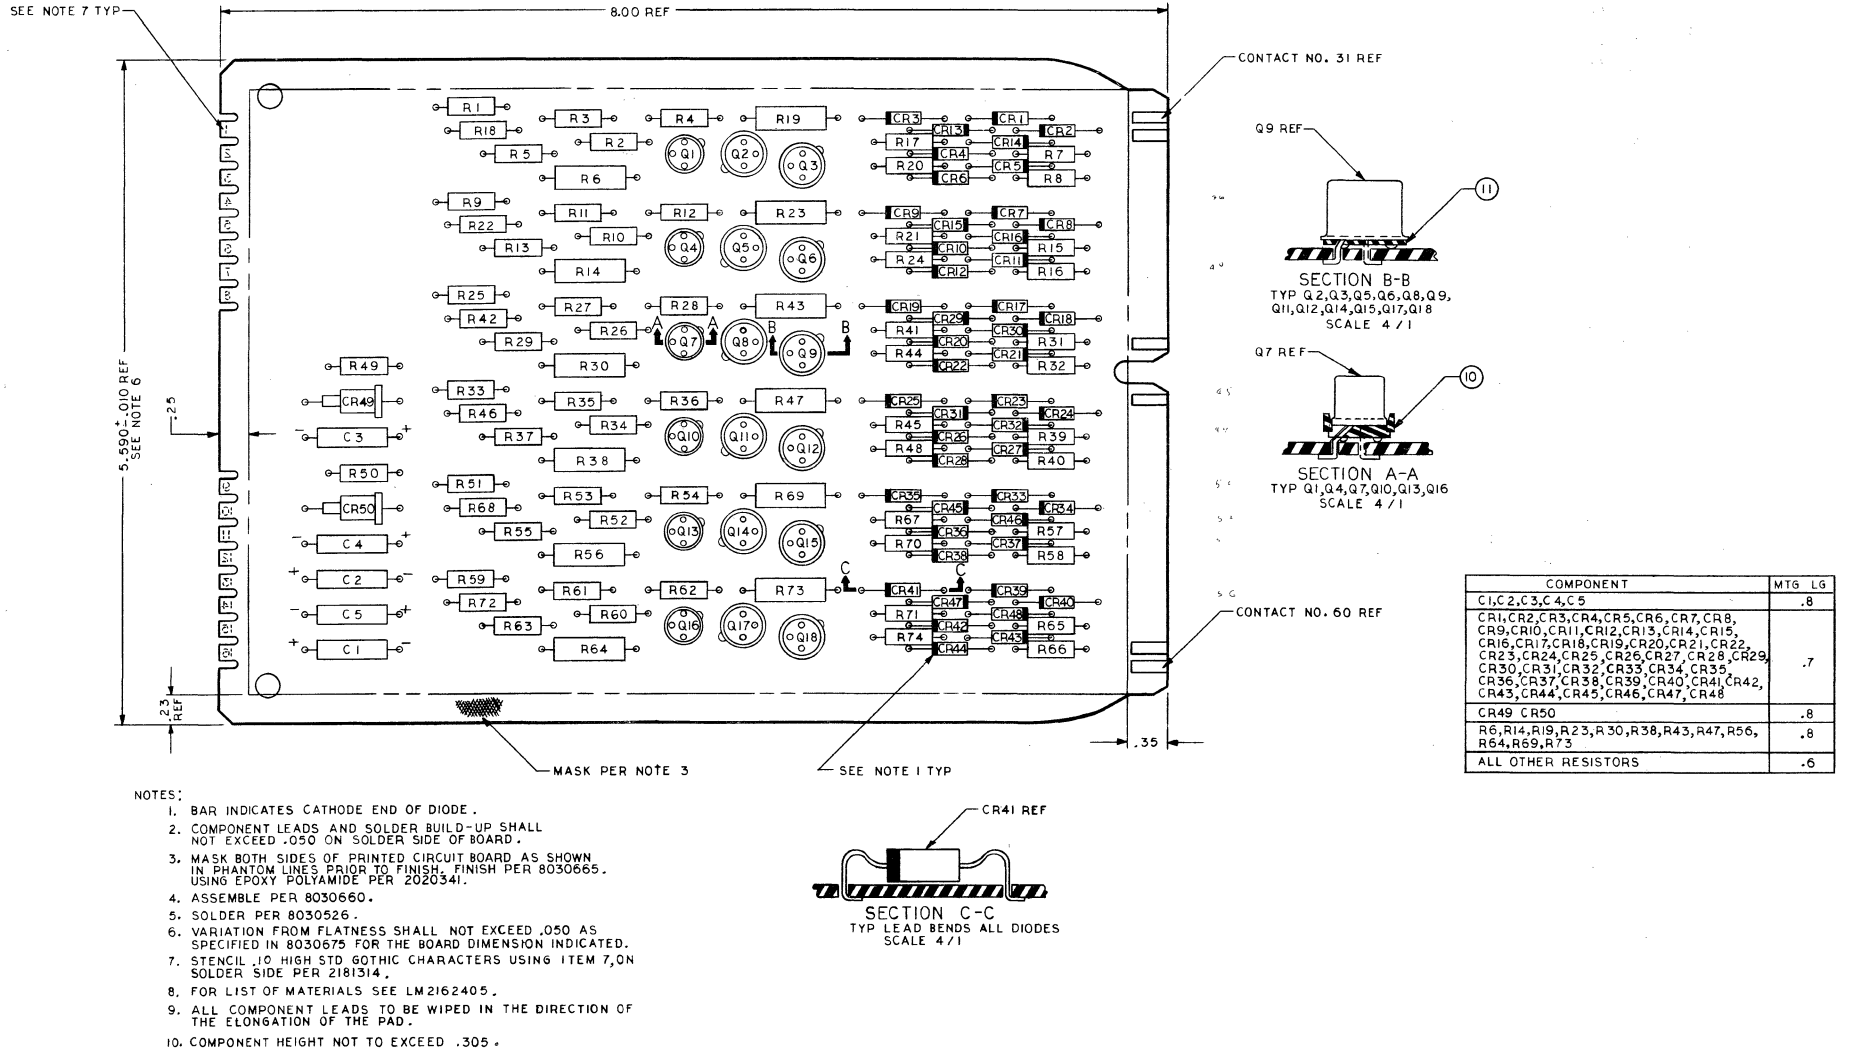 SEE NOTE 7 TYP
8.00 REF
CONTACT NO. 31 REF
5.590±.010 REF
SEE NOTE 6
.25
.23
REF
R1
R18
R5
R3
R2
R6
R4
R19
Q1
Q2
Q3
CR3
CR13
R17
CR4
R20
CR6
CR1
CR2
CR14
R7
CR5
R8
R9
R22
R13
R11
R10
R14
R12
R23
Q4
Q5
Q6
CR9
CR15
R21
CR10
R24
CR12
CR7
CR8
CR16
R15
CR11
R16
R25
R42
R29
R27
R26
R30
R28
R43
A A
B B
Q7
Q8
Q9
CR19
CR29
R41
CR20
R44
CR22
CR17
CR18
CR30
R31
CR21
R32
R49
CR49
C3
- +
R33
R46
R37
R35
R34
R38
R36
R47
Q10
Q11
Q12
CR25
CR31
R45
CR26
R48
CR28
CR23
CR24
CR32
R39
CR27
R40
R50
CR50
C4
- +
R51
R68
R55
R53
R52
R56
R54
R69
Q13
Q14
Q15
CR35
CR45
R67
CR36
R70
CR38
CR33
CR34
CR46
R57
CR37
R58
+ C2 -
- C5 +
+ C1 -
R59
R72
R63
R61
R60
R64
R62
R73
Q16
Q17
Q18
C C
CR41
CR47
R71
CR42
R74
CR44
CR39
CR40
CR48
R65
CR43
R66
CONTACT NO. 60 REF
.35
MASK PER NOTE 3
SEE NOTE 1 TYP
Q9 REF
11
SECTION B-B
TYP Q2,Q3,Q5,Q6,Q8,Q9,
Q11,Q12,Q14,Q15,Q17,Q18
SCALE 4/1
Q7 REF
10
SECTION A-A
TYP Q1,Q4,Q7,Q10,Q13,Q16
SCALE 4/1
COMPONENT MTG LG
C1,C2,C3,C4,C5 .8
CR1,CR2,CR3,CR4,CR5,CR6,CR7,CR8,
CR9,CR10,CR11,CR12,CR13,CR14,CR15,
CR16,CR17,CR18,CR19,CR20,CR21,CR22,
CR23,CR24,CR25,CR26,CR27,CR28,CR29,
CR30,CR31,CR32,CR33,CR34,CR35,
CR36,CR37,CR38,CR39,CR40,CR41,CR42,
CR43,CR44,CR45,CR46,CR47,CR48 .7
CR49 CR50 .8
R6,R14,R19,R23,R30,R38,R43,R47,R56,
R64,R69,R73 .8
ALL OTHER RESISTORS .6
NOTES:
1. BAR INDICATES CATHODE END OF DIODE.
2. COMPONENT LEADS AND SOLDER BUILD-UP SHALL
NOT EXCEED .050 ON SOLDER SIDE OF BOARD.
3. MASK BOTH SIDES OF PRINTED CIRCUIT BOARD AS SHOWN
IN PHANTOM LINES PRIOR TO FINISH. FINISH PER 8030665.
USING EPOXY POLYAMIDE PER 2020341.
4. ASSEMBLE PER 8030660.
5. SOLDER PER 8030526.
6. VARIATION FROM FLATNESS SHALL NOT EXCEED .050 AS
SPECIFIED IN 8030675 FOR THE BOARD DIMENSION INDICATED.
7. STENCIL .10 HIGH STD GOTHIC CHARACTERS USING ITEM 7,ON
SOLDER SIDE PER 2181314.
8. FOR LIST OF MATERIALS SEE LM2162405.
9. ALL COMPONENT LEADS TO BE WIPED IN THE DIRECTION OF
THE ELONGATION OF THE PAD.
10. COMPONENT HEIGHT NOT TO EXCEED .305.
CR41 REF
SECTION C-C
TYP LEAD BENDS ALL DIODES
SCALE 4/1